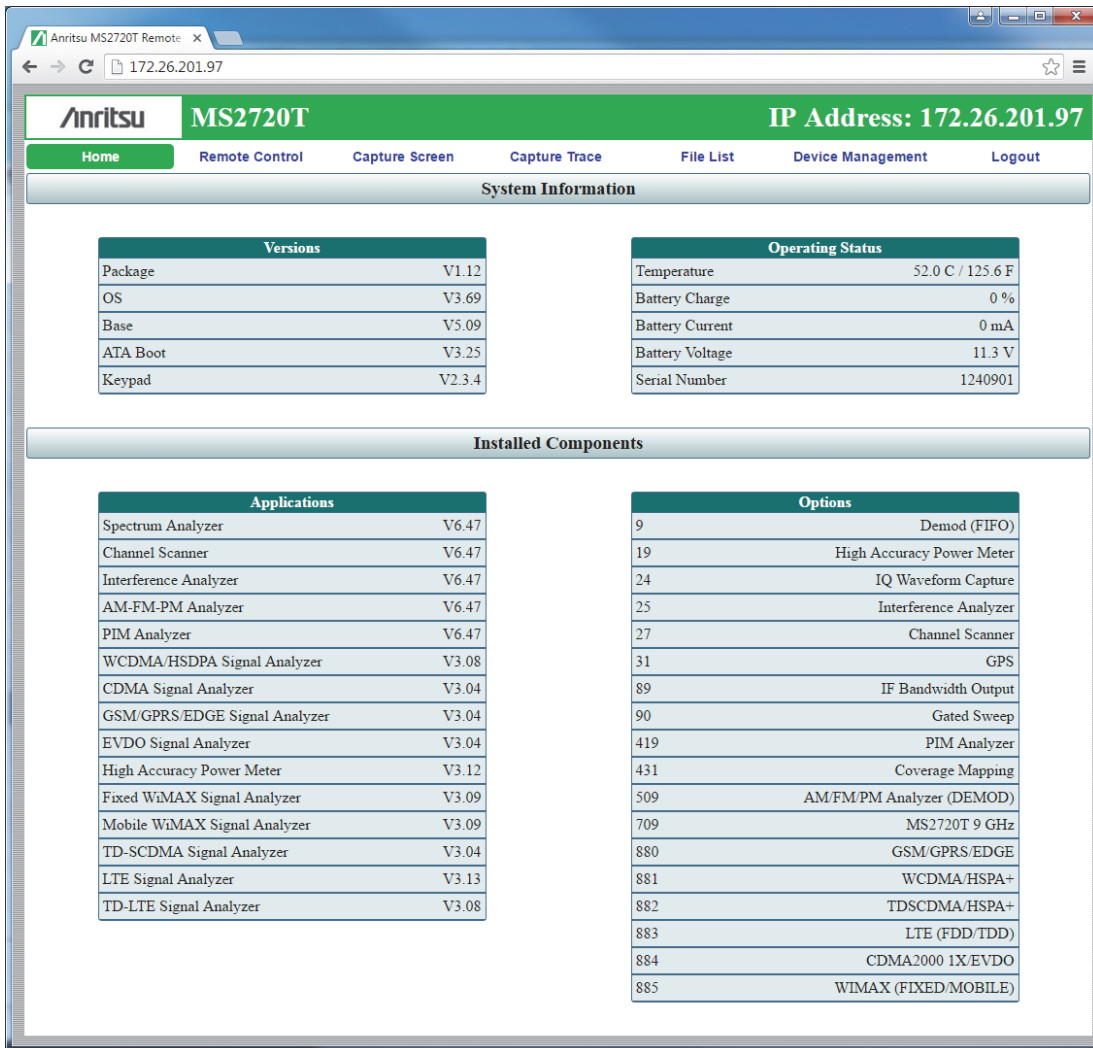 Anritsu MS2720T Remote
172.26.201.97
Anritsu MS2720T IP Address: 172.26.201.97
Home Remote Control Capture Screen Capture Trace File List Device Management Logout
System Information
Versions
Package V1.12
OS V3.69
Base V5.09
ATA Boot V3.25
Keypad V2.3.4
Operating Status
Temperature 52.0 C / 125.6 F
Battery Charge 0 %
Battery Current 0 mA
Battery Voltage 11.3 V
Serial Number 1240901
Installed Components
Applications
Spectrum Analyzer V6.47
Channel Scanner V6.47
Interference Analyzer V6.47
AM-FM-PM Analyzer V6.47
PIM Analyzer V6.47
WCDMA/HSDPA Signal Analyzer V3.08
CDMA Signal Analyzer V3.04
GSM/GPRS/EDGE Signal Analyzer V3.04
EVDO Signal Analyzer V3.04
High Accuracy Power Meter V3.12
Fixed WiMAX Signal Analyzer V3.09
Mobile WiMAX Signal Analyzer V3.09
TD-SCDMA Signal Analyzer V3.04
LTE Signal Analyzer V3.13
TD-LTE Signal Analyzer V3.08
Options
9 Demod (FIFO)
19 High Accuracy Power Meter
24 IQ Waveform Capture
25 Interference Analyzer
27 Channel Scanner
31 GPS
89 IF Bandwidth Output
90 Gated Sweep
419 PIM Analyzer
431 Coverage Mapping
509 AM/FM/PM Analyzer (DEMOD)
709 MS2720T 9 GHz
880 GSM/GPRS/EDGE
881 WCDMA/HSPA+
882 TDSCDMA/HSPA+
883 LTE (FDD/TDD)
884 CDMA2000 1X/EVDO
885 WIMAX (FIXED/MOBILE)